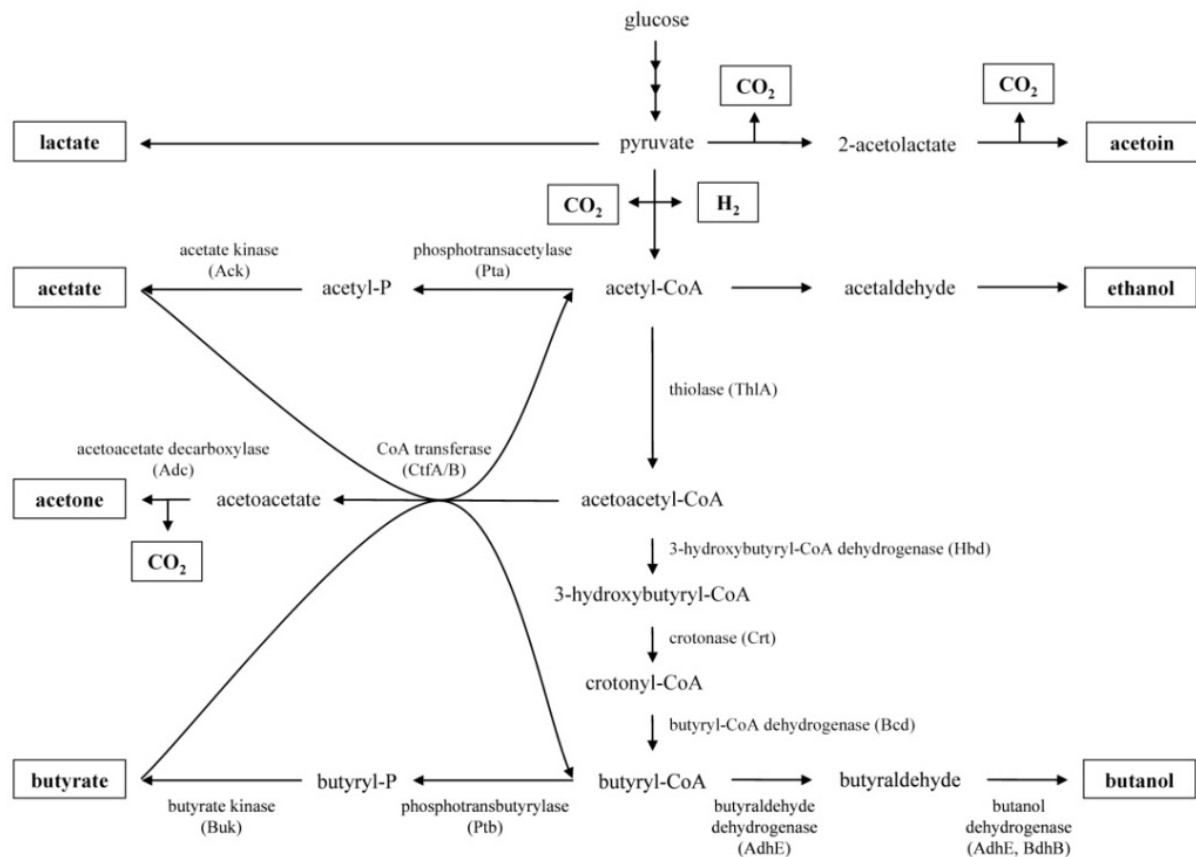 glucose
CO2
CO2
lactate
pyruvate
2-acetolactate
acetoin
CO2
H2
acetate kinase
(Ack)
phosphotransacetylase
(Pta)
acetate
acetyl-P
acetyl-CoA
acetaldehyde
ethanol
thiolase (ThlA)
acetoacetate decarboxylase
(Adc)
CoA transferase
(CtfA/B)
acetone
acetoacetate
acetoacetyl-CoA
CO2
3-hydroxybutyryl-CoA dehydrogenase (Hbd)
3-hydroxybutyryl-CoA
crotonase (Crt)
crotonyl-CoA
butyryl-CoA dehydrogenase (Bcd)
butyrate
butyryl-P
butyryl-CoA
butyraldehyde
butanol
butyrate kinase
(Buk)
phosphotransbutyrylase
(Ptb)
butyraldehyde
dehydrogenase
(AdhE)
butanol
dehydrogenase
(AdhE, BdhB)